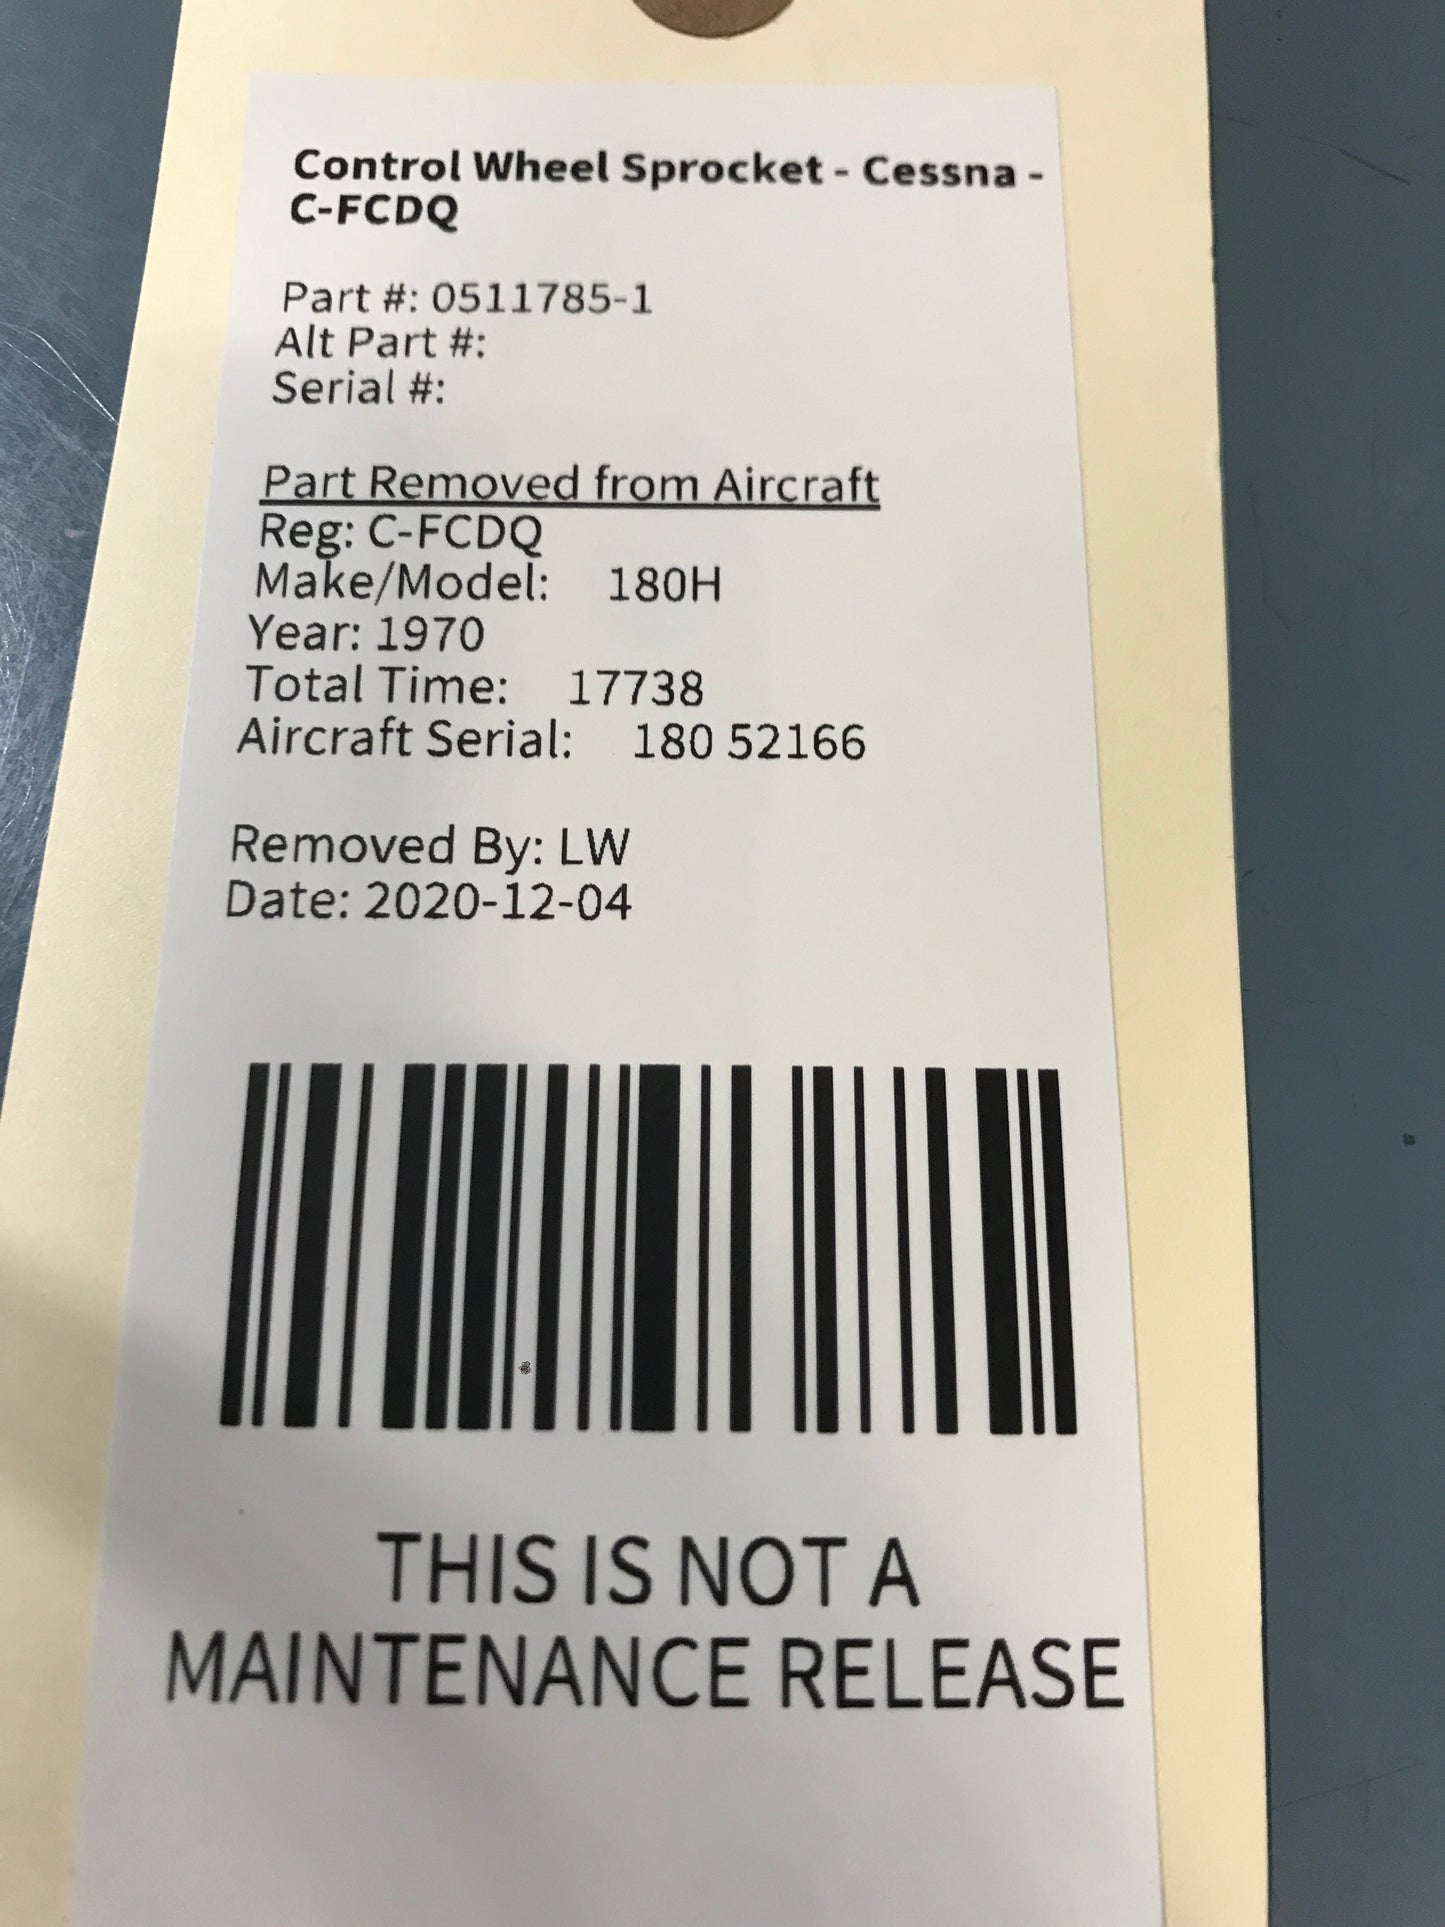 Control Wheel Sprocket - Cessna -
C-FCDQ
Part #: 0511785-1
Alt Part #:
Serial #:
Part Removed from Aircraft
Reg: C-FCDQ
Make/Model: 180H
Year: 1970
Total Time: 17738
Aircraft Serial: 180 52166
Removed By: LW
Date: 2020-12-04
THIS IS NOT A
MAINTENANCE RELEASE